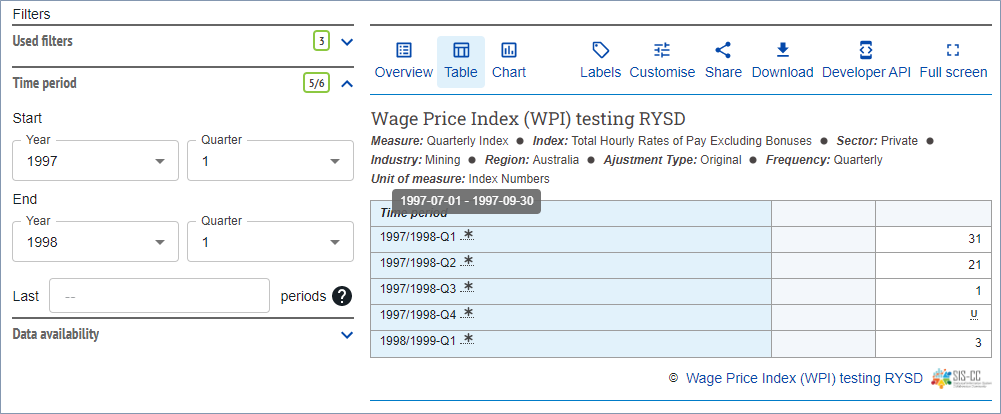 Filters
Used filters 3
Time period 5/6
Start
Year Quarter
1997 1
End
Year Quarter
1998 1
Last -- periods ?
Data availability
Overview Table Chart Labels Customise Share Download Developer API Full screen
Wage Price Index (WPI) testing RYSD
Measure: Quarterly Index ● Index: Total Hourly Rates of Pay Excluding Bonuses ● Sector: Private ●
Industry: Mining ● Region: Australia ● Ajustment Type: Original ● Frequency: Quarterly
Unit of measure: Index Numbers
1997-07-01 - 1997-09-30
Time period
1997/1998-Q1 * 31
1997/1998-Q2 * 21
1997/1998-Q3 * 1
1997/1998-Q4 * U
1998/1999-Q1 * 3
© Wage Price Index (WPI) testing RYSD SIS-CC